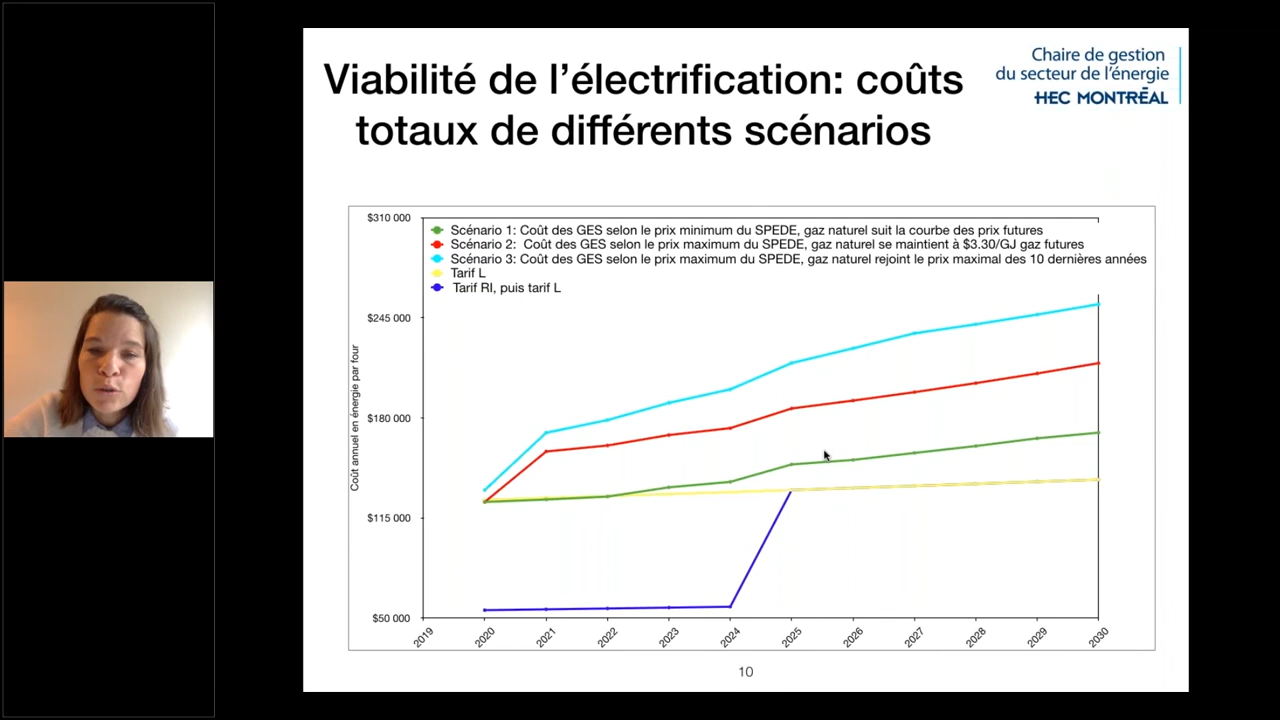 Viabilité de l’électrification: coûts
totaux de différents scénarios
Chaire de gestion
du secteur de l'énergie
HEC MONTRÉAL
$310 000
$245 000
$180 000
$115 000
$50 000
Coût annuel en énergie par four
Scénario 1: Coût des GES selon le prix minimum du SPEDE, gaz naturel suit la courbe des prix futures
Scénario 2: Coût des GES selon le prix maximum du SPEDE, gaz naturel se maintient à $3.30/GJ gaz futures
Scénario 3: Coût des GES selon le prix maximum du SPEDE, gaz naturel rejoint le prix maximal des 10 dernières années
Tarif L
Tarif RI, puis tarif L
2019
2020
2021
2022
2023
2024
2025
2026
2027
2028
2029
2030
10